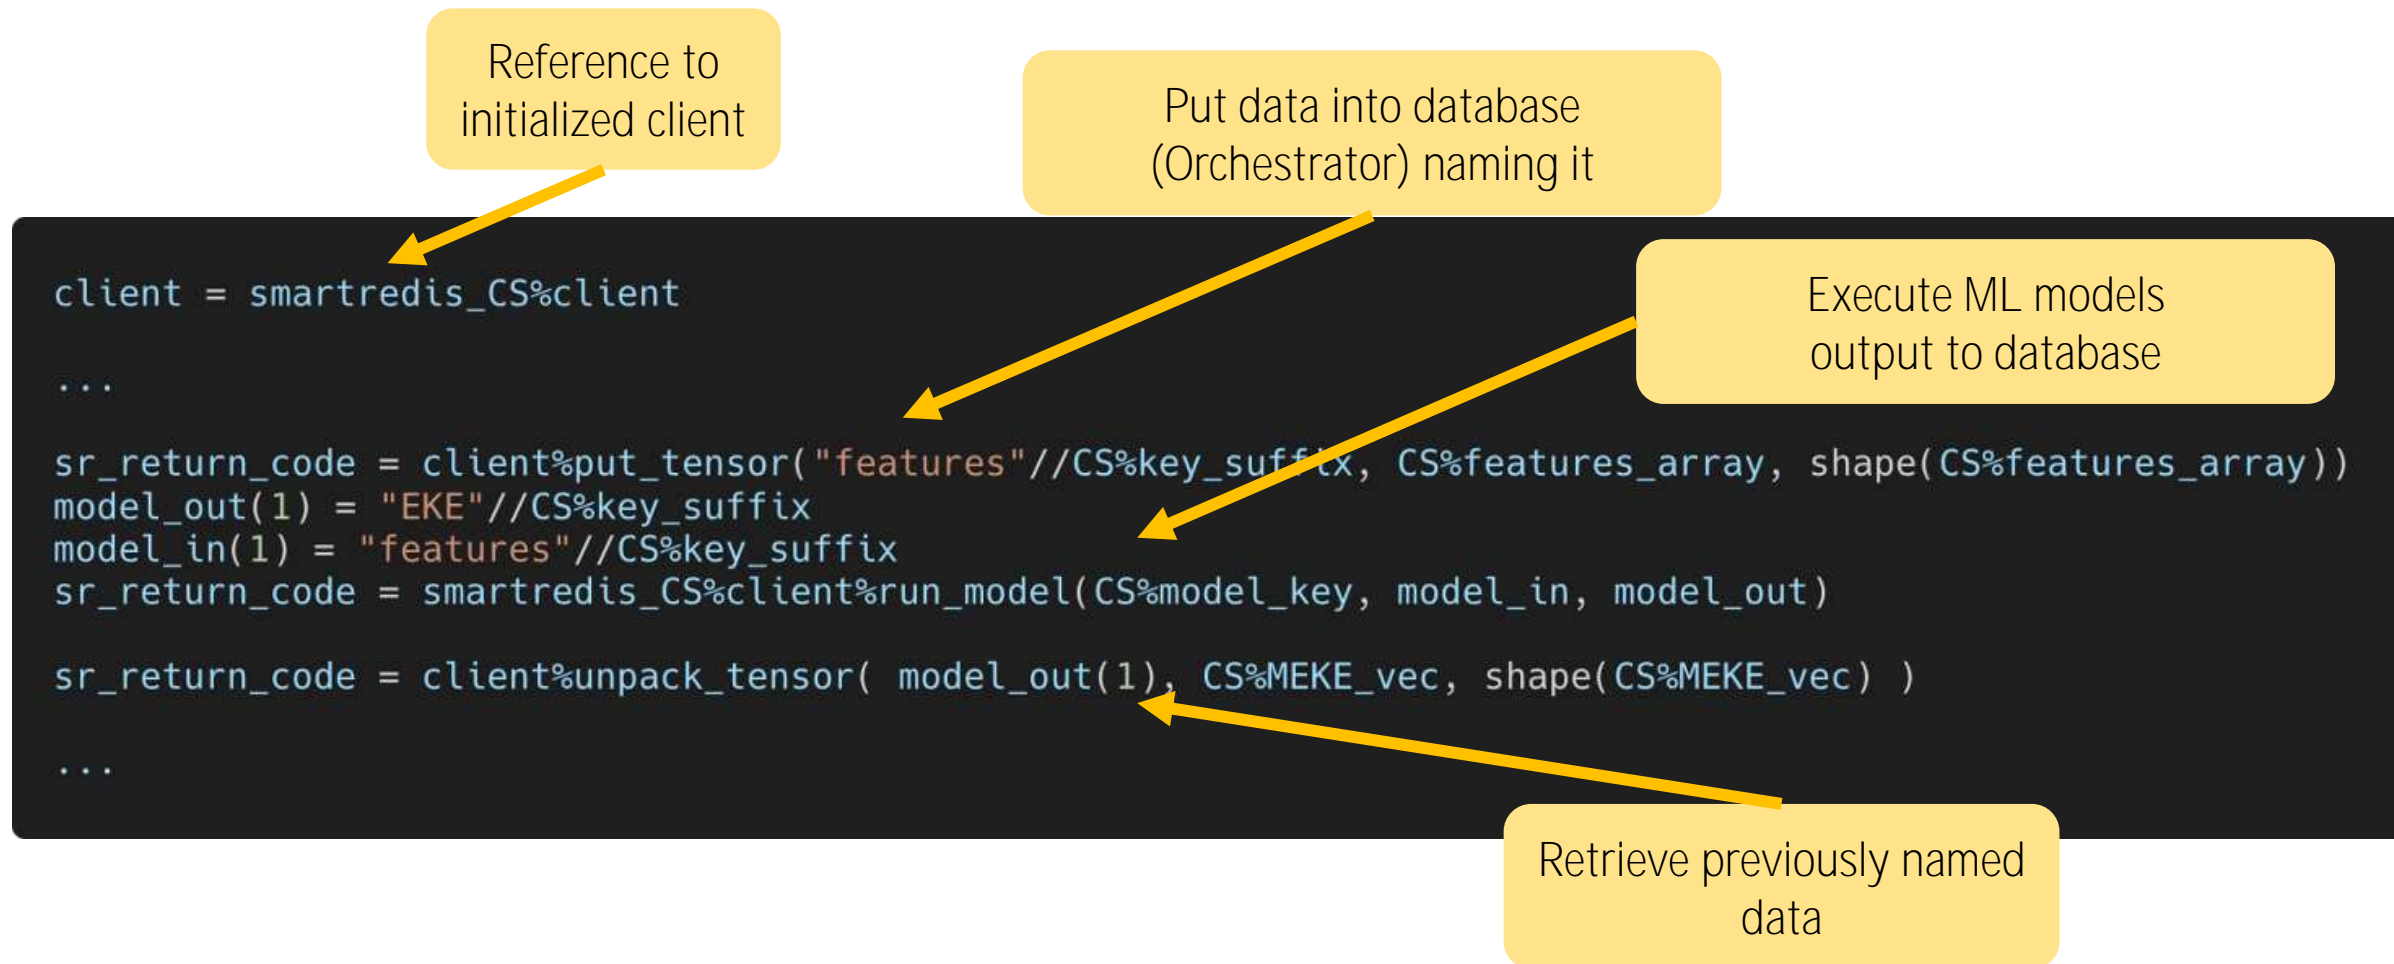 Reference to
initialized client
Put data into database
(Orchestrator) naming it
Execute ML models
output to database
client = smartredis_CS%client
...
sr_return_code = client%put_tensor("features"//CS%key_suffix, CS%features_array, shape(CS%features_array))
model_out(1) = "EKE"//CS%key_suffix
model_in(1) = "features"//CS%key_suffix
sr_return_code = smartredis_CS%client%run_model(CS%model_key, model_in, model_out)
sr_return_code = client%unpack_tensor( model_out(1), CS%MEKE_vec, shape(CS%MEKE_vec) )
...
Retrieve previously named
data